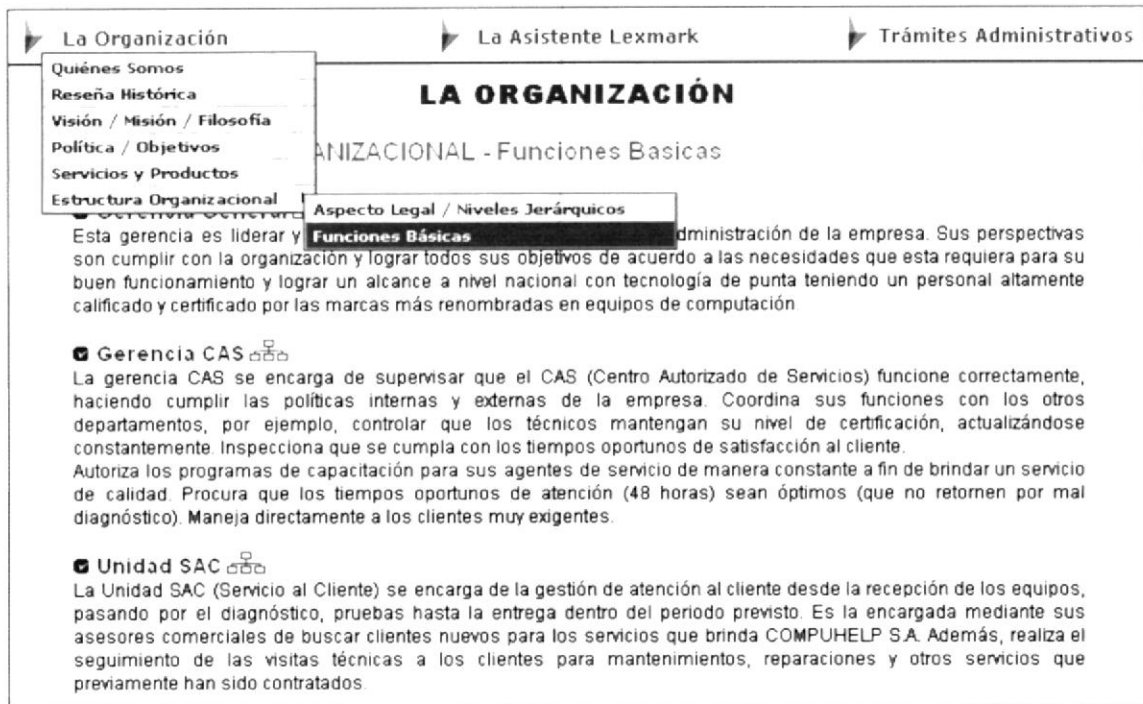 La Organización La Asistente Lexmark Trámites Administrativos
Quiénes Somos
Reseña Histórica
Visión / Misión / Filosofía
Política / Objetivos
Servicios y Productos
Estructura Organizacional
Aspecto Legal / Niveles Jerárquicos
Funciones Básicas
LA ORGANIZACIÓN
ANIZACIONAL - Funciones Basicas
Esta gerencia es liderar y dministración de la empresa. Sus perspectivas
son cumplir con la organización y lograr todos sus objetivos de acuerdo a las necesidades que esta requiera para su
buen funcionamiento y lograr un alcance a nivel nacional con tecnología de punta teniendo un personal altamente
calificado y certificado por las marcas más renombradas en equipos de computación
Gerencia CAS
La gerencia CAS se encarga de supervisar que el CAS (Centro Autorizado de Servicios) funcione correctamente,
haciendo cumplir las políticas internas y externas de la empresa. Coordina sus funciones con los otros
departamentos, por ejemplo, controlar que los técnicos mantengan su nivel de certificación, actualizándose
constantemente. Inspecciona que se cumpla con los tiempos oportunos de satisfacción al cliente.
Autoriza los programas de capacitación para sus agentes de servicio de manera constante a fin de brindar un servicio
de calidad. Procura que los tiempos oportunos de atención (48 horas) sean óptimos (que no retornen por mal
diagnóstico). Maneja directamente a los clientes muy exigentes.
Unidad SAC
La Unidad SAC (Servicio al Cliente) se encarga de la gestión de atención al cliente desde la recepción de los equipos,
pasando por el diagnóstico, pruebas hasta la entrega dentro del periodo previsto. Es la encargada mediante sus
asesores comerciales de buscar clientes nuevos para los servicios que brinda COMPUHELP S.A. Además, realiza el
seguimiento de las visitas técnicas a los clientes para mantenimientos, reparaciones y otros servicios que
previamente han sido contratados.